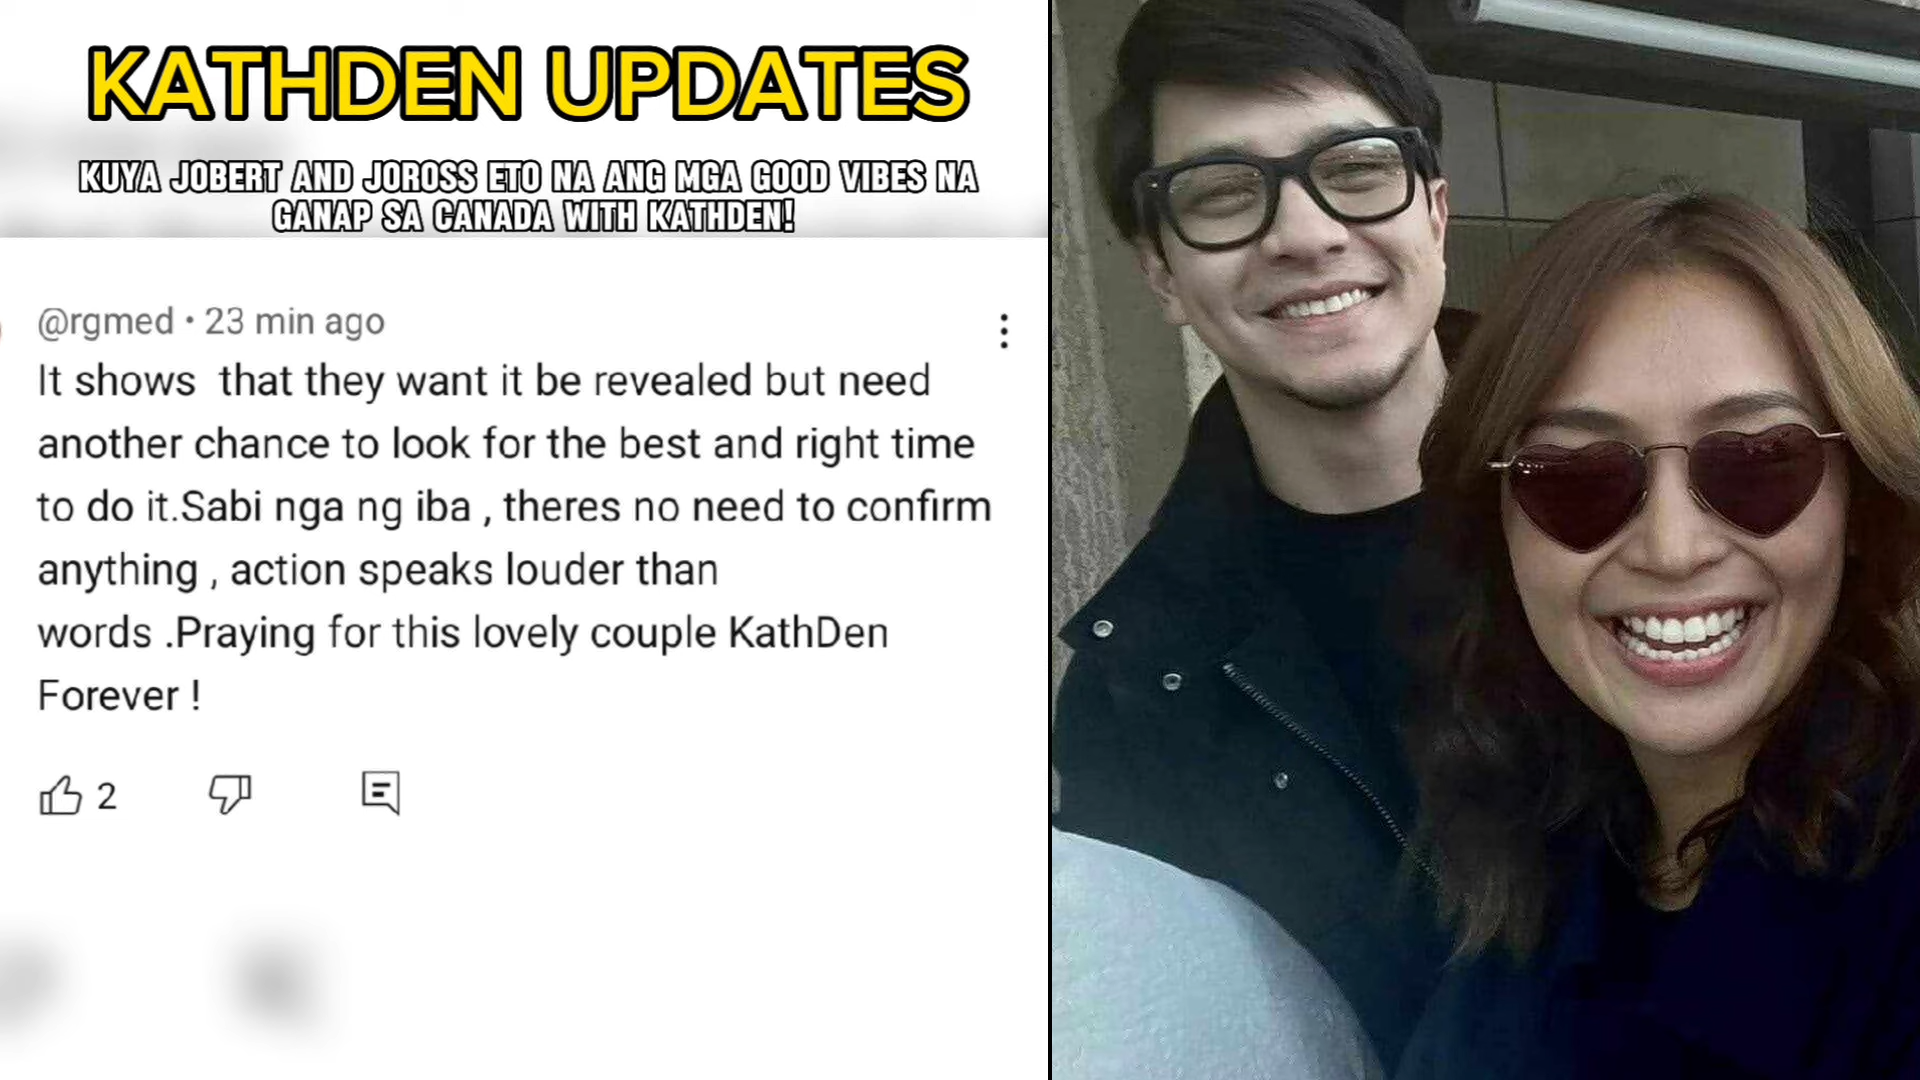 KATHDEN UPDATES
KUYA JOBERT AND JOROSS ETO NA ANG MGA GOOD VIBES NA
GANAP SA CANADA WITH KATHDEN!
@rgmed • 23 min ago
It shows  that they want it be revealed but need
another chance to look for the best and right time
to do it.Sabi nga ng iba , theres no need to confirm
anything , action speaks louder than
words .Praying for this lovely couple KathDen
Forever !
2